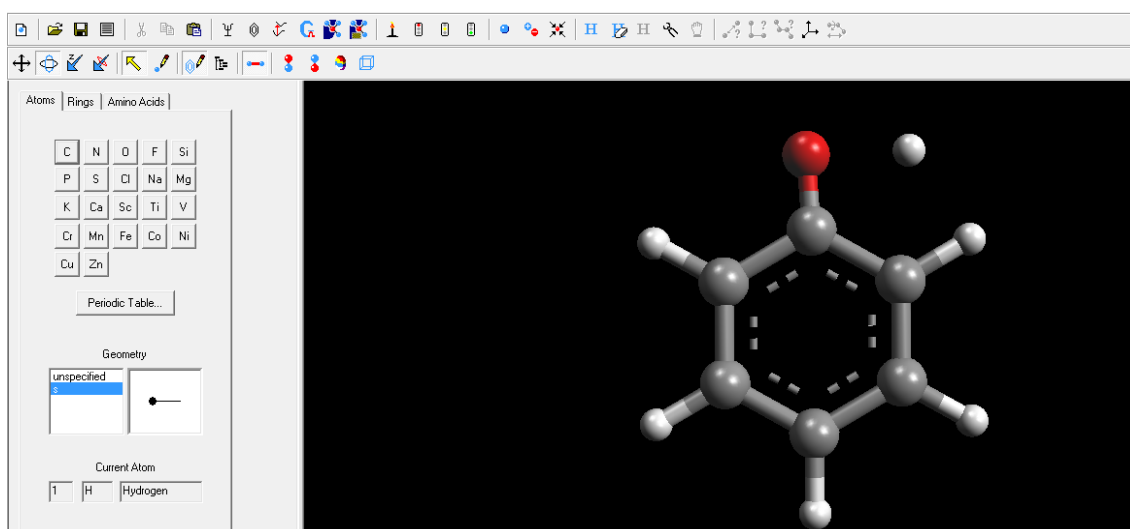 H H
Atoms Rings Amino Acids
C N O F Si
P S Cl Na Mg
K Ca Sc Ti V
Cr Mn Fe Co Ni
Cu Zn
Periodic Table...
Geometry
unspecified
s
Current Atom
1 H Hydrogen